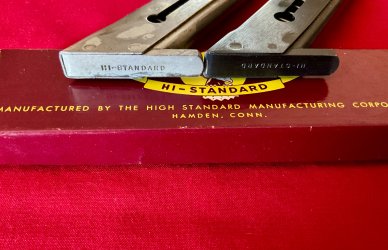 HI-STANDARD
HI-STANDARD
HI-STANDARD
MANUFACTURED BY THE HIGH STANDARD MANUFACTURING CORPO
HAMDEN, CONN.